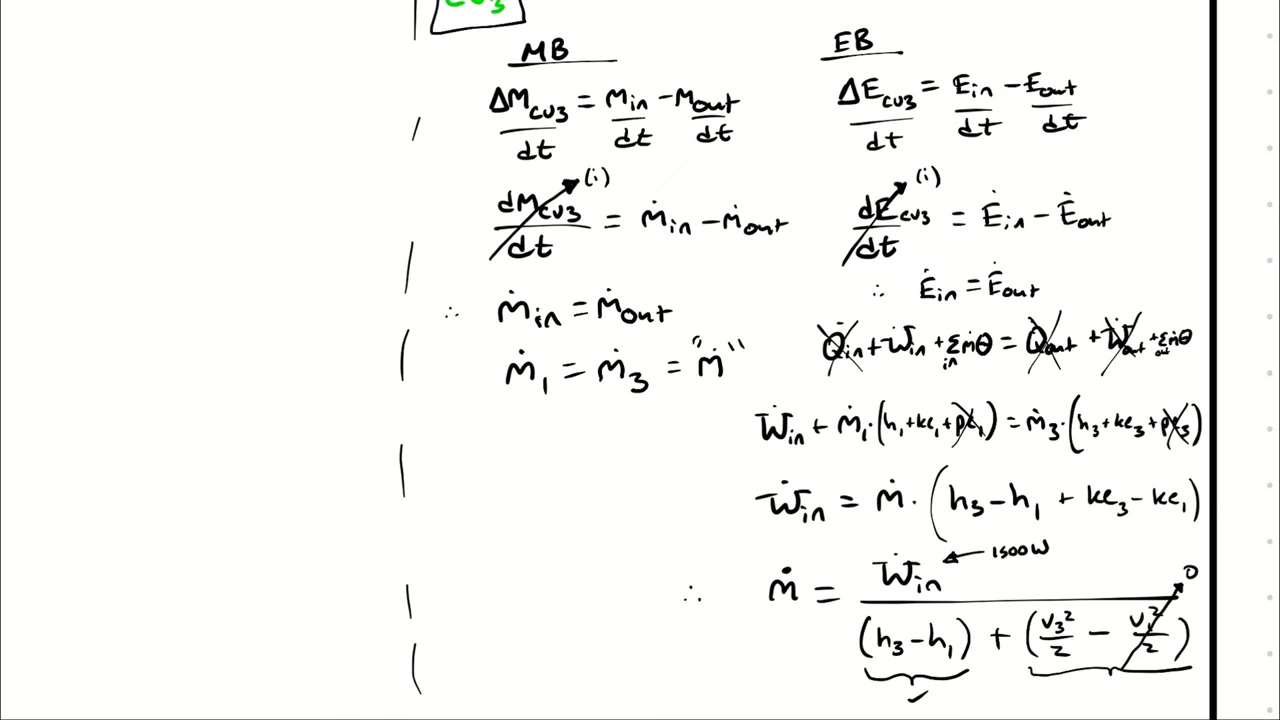 CV3
MB
ΔM_CV3/dt = M_in/dt − M_out/dt
dM_CV3/dt (i) = ṁ_in − ṁ_out
∴ ṁ_in = ṁ_out
ṁ_1 = ṁ_3 = "ṁ"
EB
ΔE_CV3/dt = E_in/dt − E_out/dt
dE_CV3/dt (i) = Ė_in − Ė_out
∴ Ė_in = Ė_out
Q̇_in + Ẇ_in + Σ_in ṁθ = Q̇_out + Ẇ_out + Σ_out ṁθ
Ẇ_in + ṁ_1·(h_1 + ke_1 + pe_1) = ṁ_3·(h_3 + ke_3 + pe_3)
Ẇ_in = ṁ·(h_3 − h_1 + ke_3 − ke_1)
∴ ṁ = Ẇ_in ← 1500W / (h_3 − h_1) + (v_3²/2 − v_1²/2) 0
✓